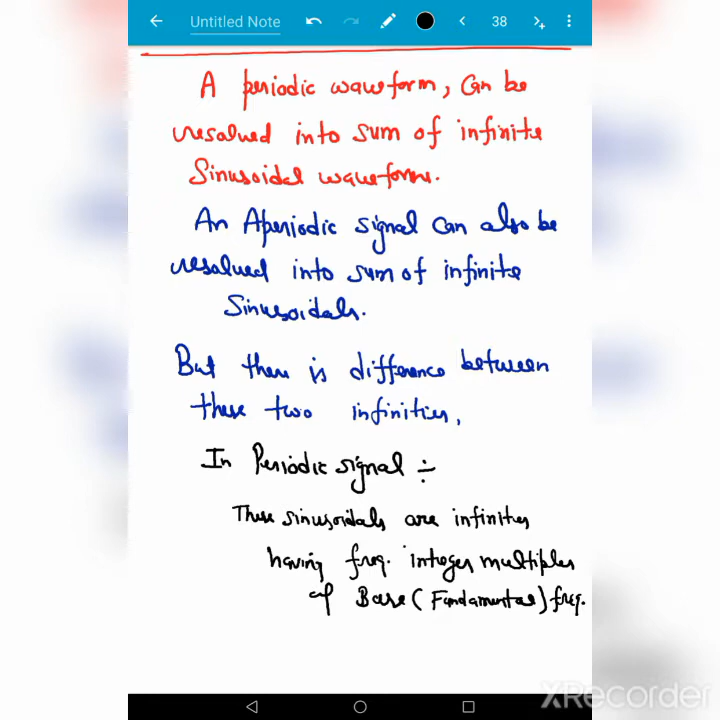 Untitled Note
38
A periodic waveform, can be
resolved into sum of infinite
Sinusoidal waveforms.
An Aperiodic signal can also be
resolved into sum of infinite
Sinusoidals.
But there is difference between
these two infinities,
In Periodic signal ÷
These sinusoidals are infinities
having freq. integer multiples
of Base (Fundamental) freq.
XRecorder